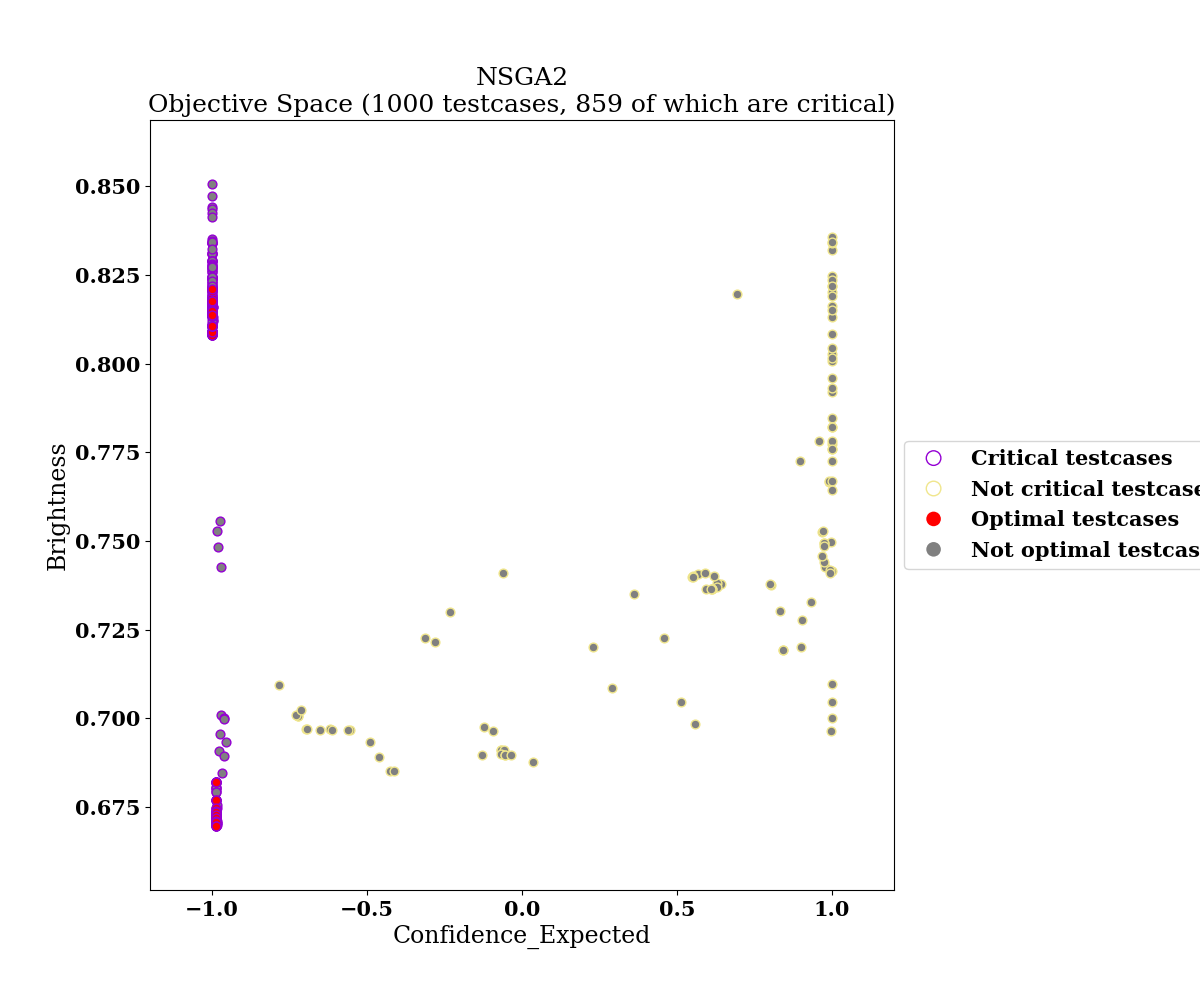 NSGA2
Objective Space (1000 testcases, 859 of which are critical)
0.850
0.825
0.800
0.775
0.750
0.725
0.700
0.675
Brightness
−1.0 −0.5 0.0 0.5 1.0
Confidence_Expected
Critical testcases
Not critical testcase
Optimal testcases
Not optimal testcas